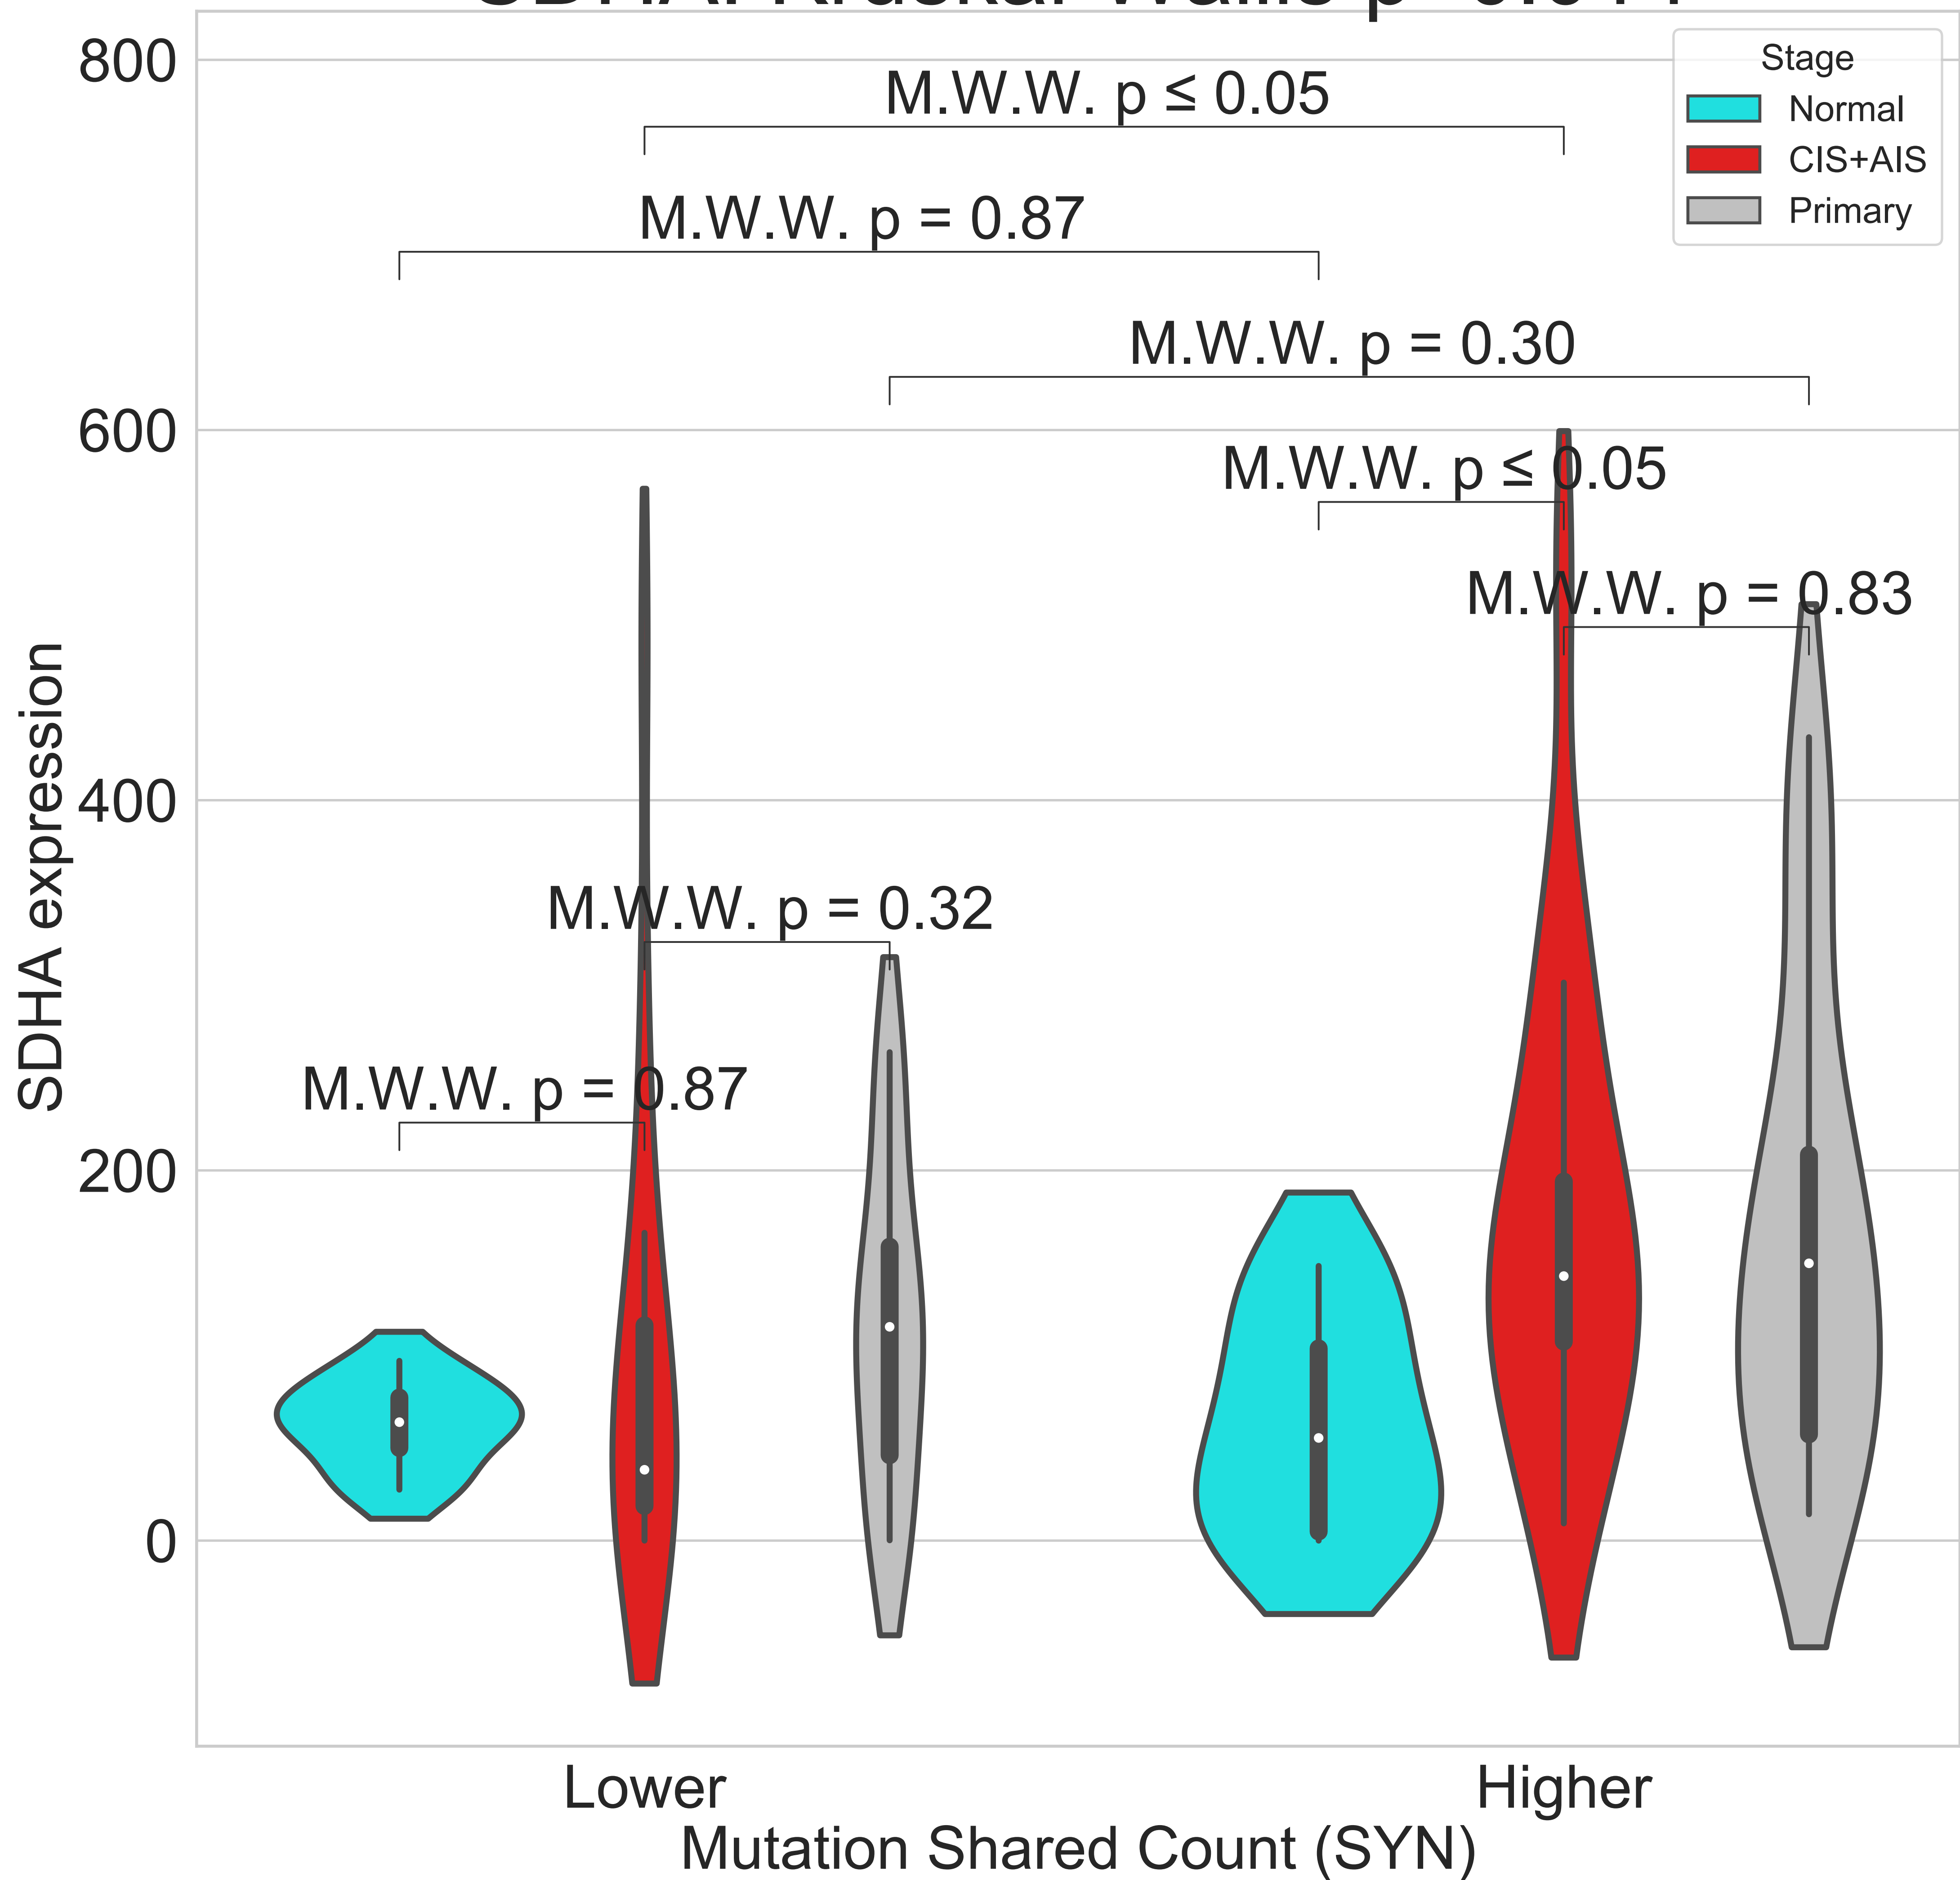 800
600
400
200
0
SDHA expression
Stage
Normal
CIS+AIS
Primary
M.W.W. p ≤ 0.05
M.W.W. p = 0.87
M.W.W. p = 0.30
M.W.W. p ≤ 0.05
M.W.W. p = 0.83
M.W.W. p = 0.32
M.W.W. p = 0.87
Lower
Higher
Mutation Shared Count (SYN)